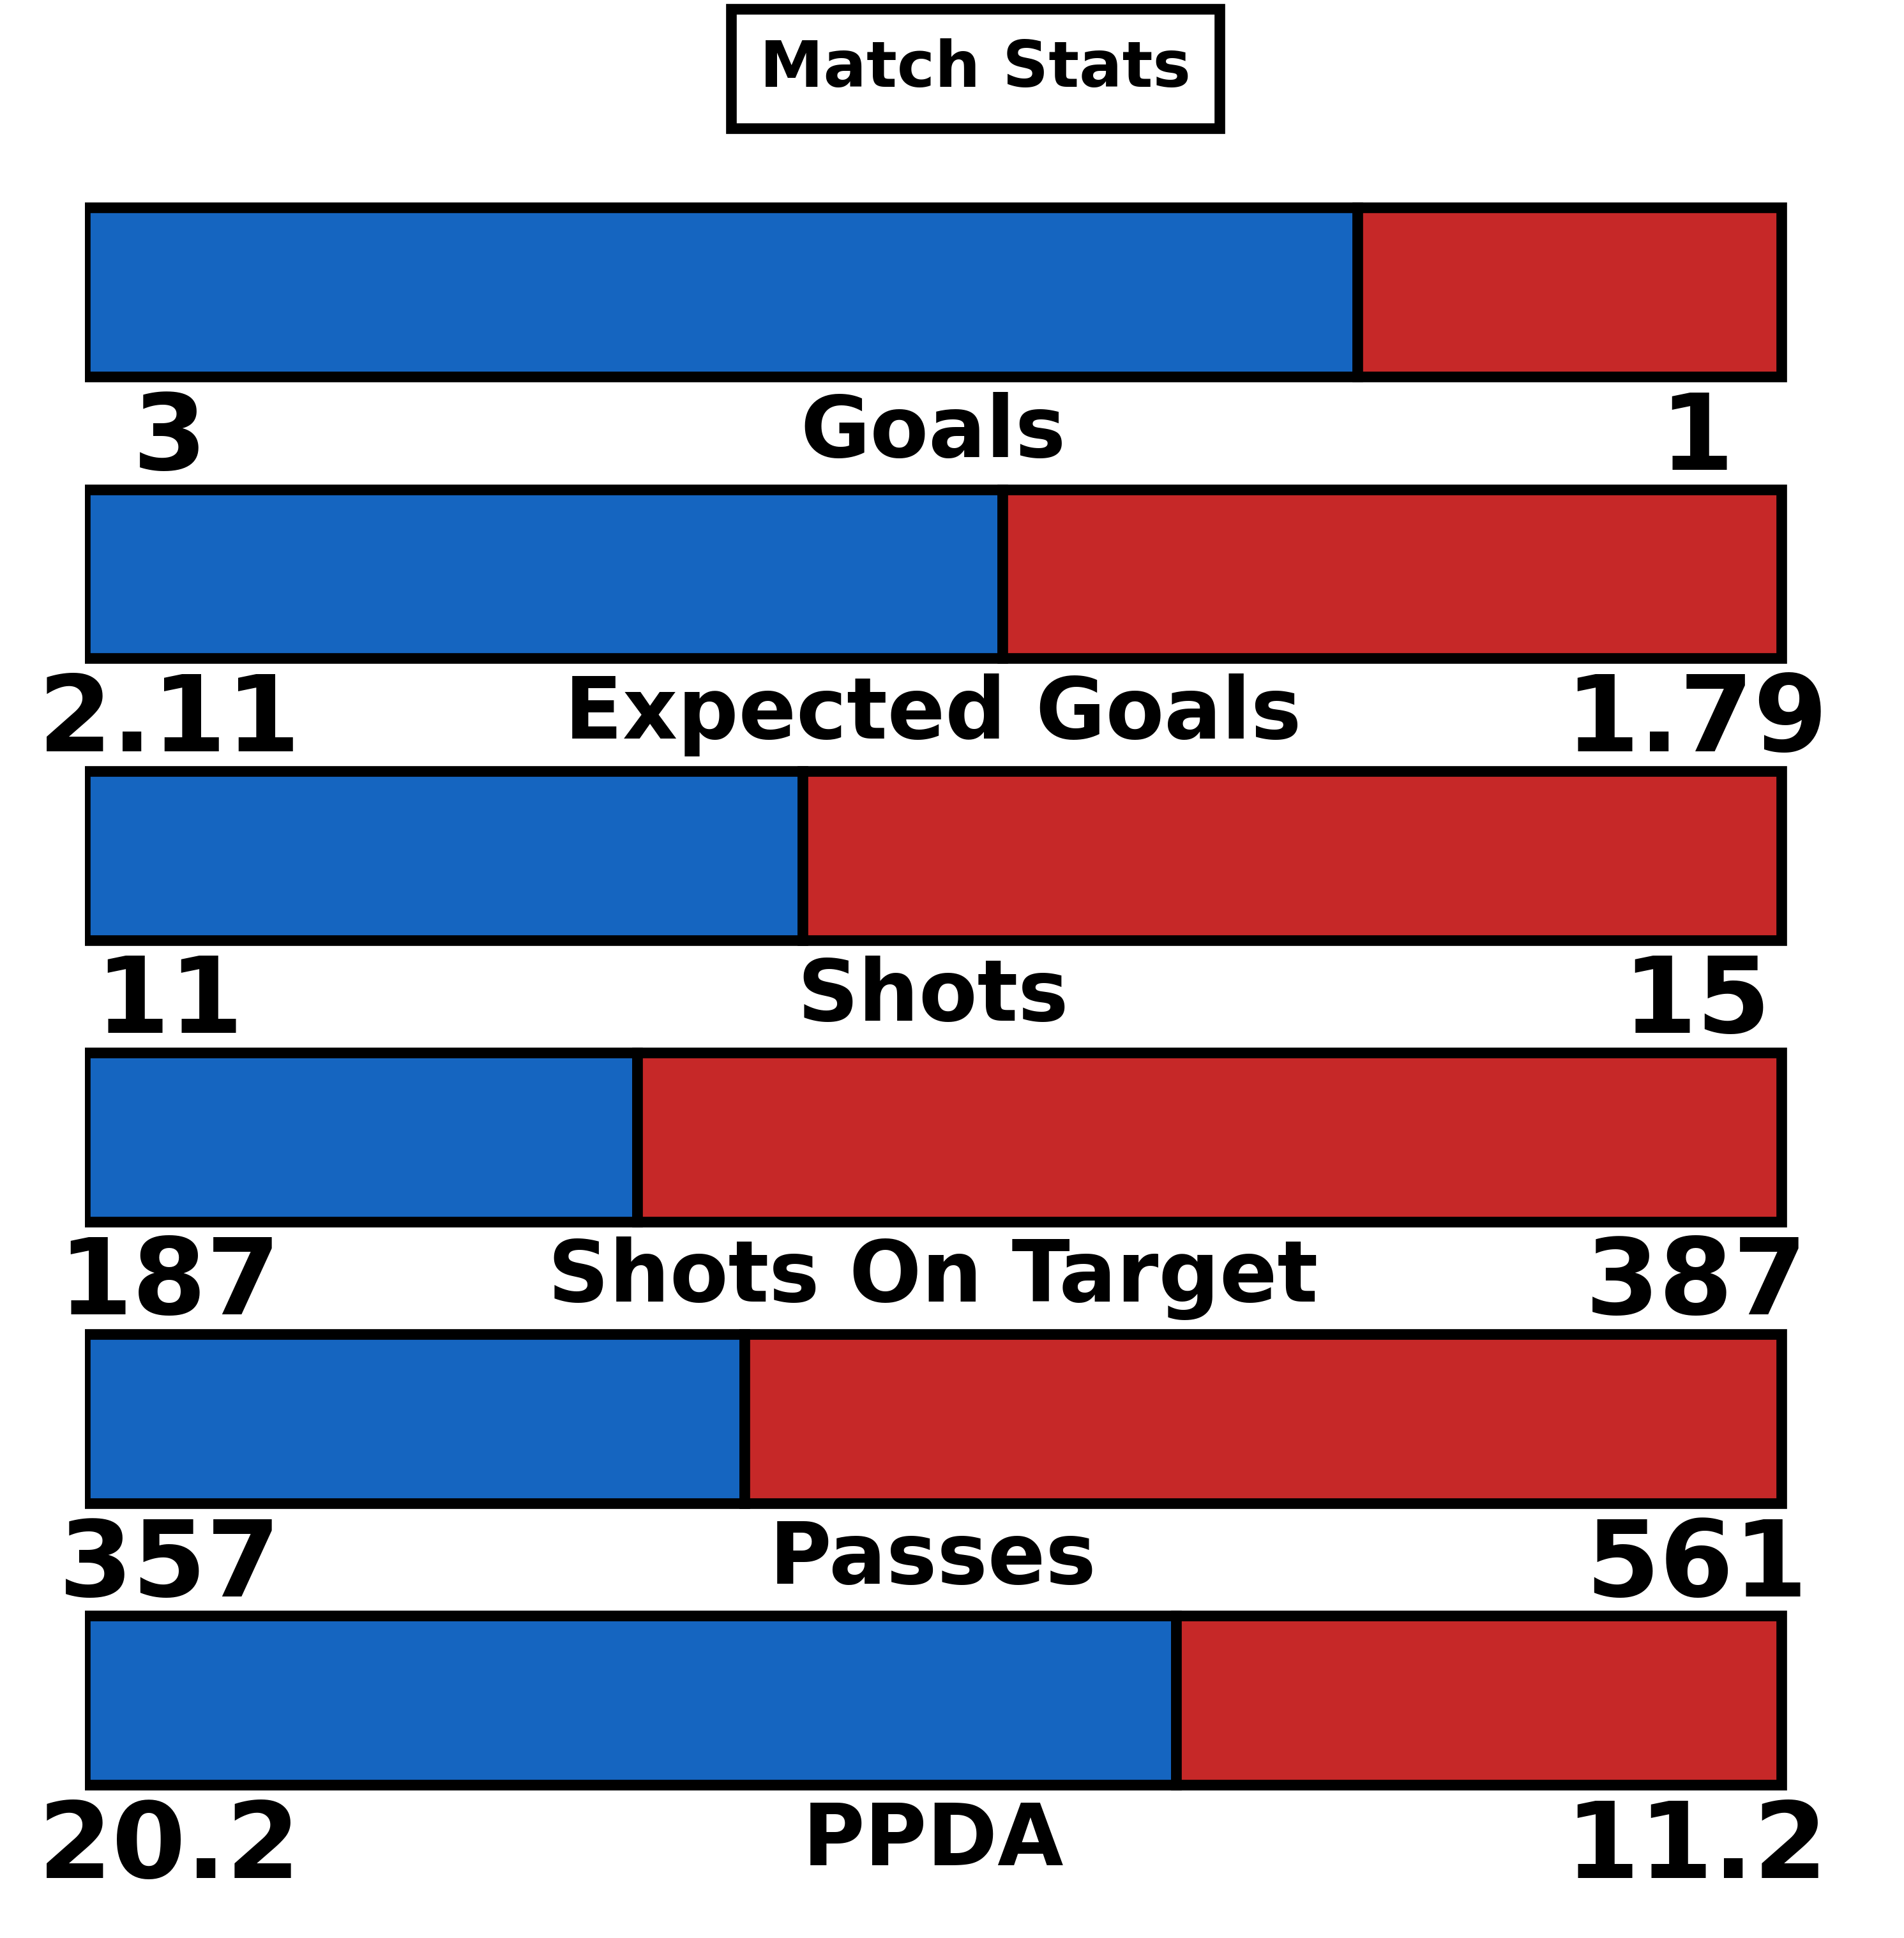 Match Stats
3 Goals 1
2.11 Expected Goals 1.79
11 Shots 15
187 Shots On Target 387
357 Passes 561
20.2 PPDA 11.2